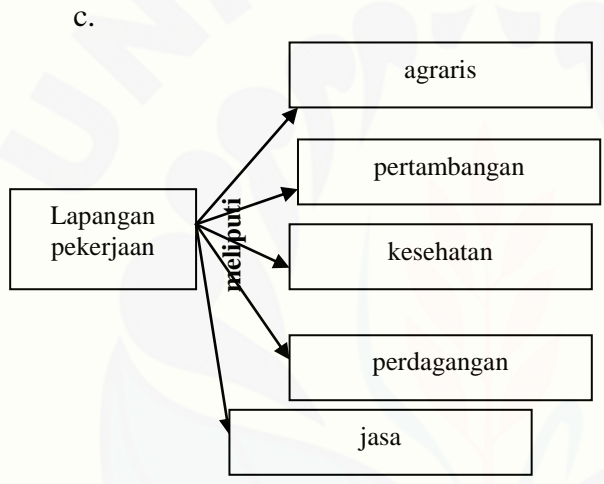 c.
agraris
pertambangan
Lapangan
pekerjaan
meliputi
kesehatan
perdagangan
jasa